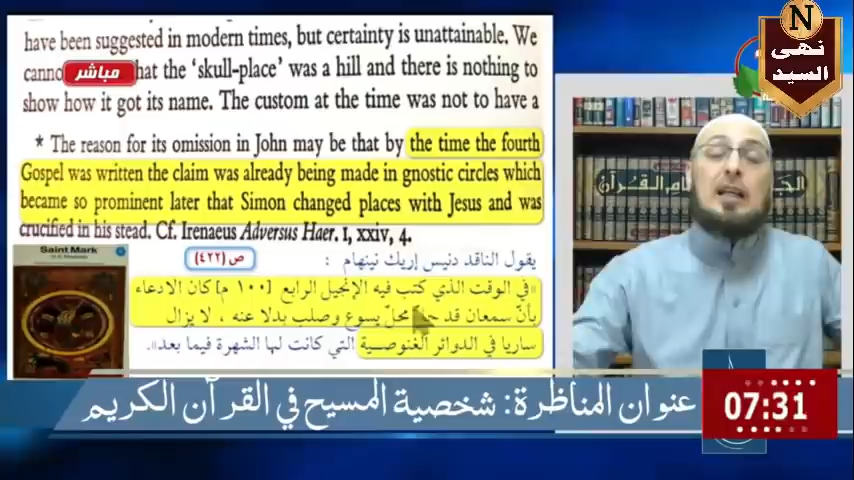 have been suggested in modern times, but certainty is unattainable. We
canno
hat the ‘skull-place’ was a hill and there is nothing to
show how it got its name. The custom at the time was not to have a
* The reason for its omission in John may be that by the time the fourth
Gospel was written the claim was already being made in gnostic circles which
became so prominent later that Simon changed places with Jesus and was
crucified in his stead. Cf. Irenaeus Adversus Haer. I, xxiv, 4.
مباشر
Saint Mark
يقول الناقد دنيس إريك نينهام :
ص (٤٢٢)
«في الوقت الذي كتب فيه الإنجيل الرابع [١٠٠ م] كان الادعاء
بأنّ سمعان قد حلّ محلّ يسوع وصلب بدلا عنه ، لا يزال
ساريا في الدوائر الغنوصية التي كانت لها الشهرة فيما بعد».
N
نهى
السيد
القرآن
عنوان المناظرة: شخصية المسيح في القرآن الكريم
07:31